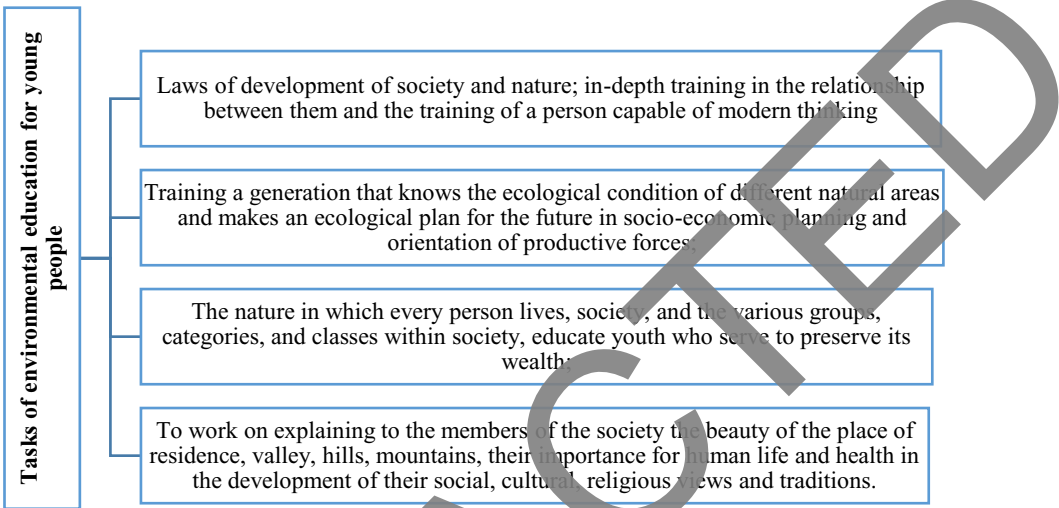 Tasks of environmental education for young
people
Laws of development of society and nature; in-depth training in the relationship
between them and the training of a person capable of modern thinking
Training a generation that knows the ecological condition of different natural areas
and makes an ecological plan for the future in socio-economic planning and
orientation of productive forces;
The nature in which every person lives, society, and the various groups,
categories, and classes within society, educate youth who serve to preserve its
wealth;
To work on explaining to the members of the society the beauty of the place of
residence, valley, hills, mountains, their importance for human life and health in
the development of their social, cultural, religious views and traditions.
CTED